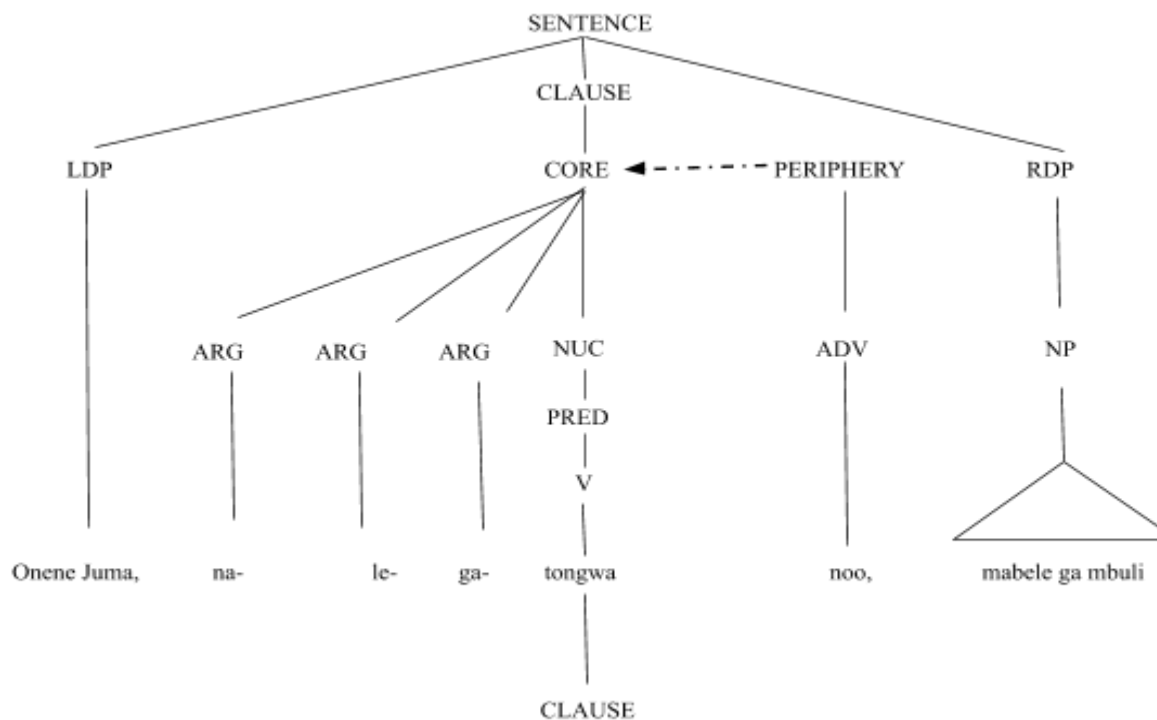 SENTENCE
CLAUSE
LDP CORE PERIPHERY RDP
ARG ARG ARG NUC ADV NP
PRED
V
Onene Juma, na- le- ga- tongwa noo, mabele ga mbuli
CLAUSE